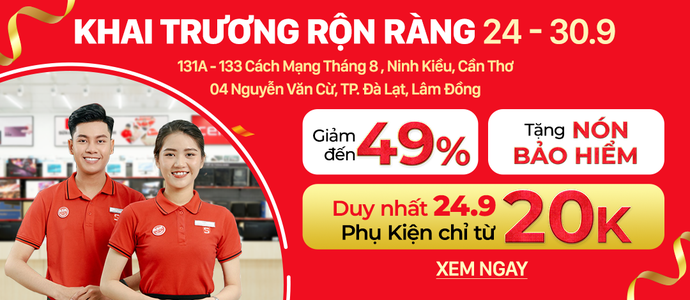 KHAI TRƯƠNG RỘN RÀNG 24 - 30.9
131A - 133 Cách Mạng Tháng 8 , Ninh Kiều, Cần Thơ
04 Nguyễn Văn Cừ, TP. Đà Lạt, Lâm Đồng
Giảm
đến 49%
Tặng NÓN
BẢO HIỂM
Duy nhất 24.9
Phụ Kiện chỉ từ 20K
XEM NGAY